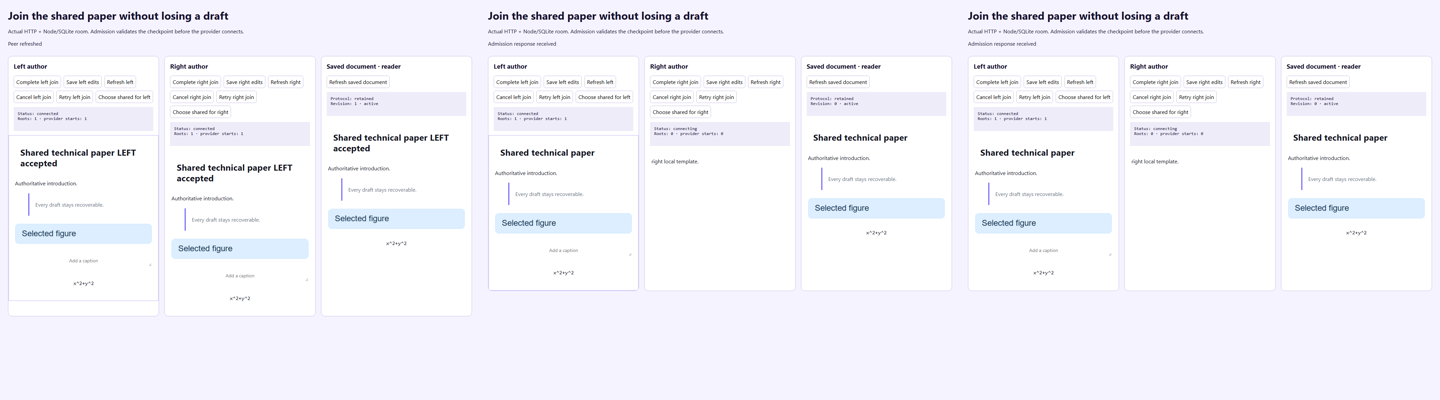 Join the shared paper without losing a draft
Actual HTTP + Node/SQLite room. Admission validates the checkpoint before the provider connects.
Peer refreshed
Left author
Complete left join
Save left edits
Refresh left
Cancel left join
Retry left join
Choose shared for left
Status: connected
Roots: 1 · provider starts: 1
Shared technical paper LEFT
accepted
Authoritative introduction.
Every draft stays recoverable.
Selected figure
Add a caption
x^2+y^2
Right author
Complete right join
Save right edits
Refresh right
Cancel right join
Retry right join
Choose shared for right
Status: connected
Roots: 1 · provider starts: 1
Shared technical paper LEFT
accepted
Authoritative introduction.
Every draft stays recoverable.
Selected figure
Add a caption
x^2+y^2
Saved document · reader
Refresh saved document
Protocol: retained
Revision: 1 · active
Shared technical paper LEFT
accepted
Authoritative introduction.
Every draft stays recoverable.
Selected figure
x^2+y^2
Join the shared paper without losing a draft
Actual HTTP + Node/SQLite room. Admission validates the checkpoint before the provider connects.
Admission response received
Left author
Complete left join
Save left edits
Refresh left
Cancel left join
Retry left join
Choose shared for left
Status: connected
Roots: 1 · provider starts: 1
Shared technical paper
Authoritative introduction.
Every draft stays recoverable.
Selected figure
Add a caption
x^2+y^2
Right author
Complete right join
Save right edits
Refresh right
Cancel right join
Retry right join
Choose shared for right
Status: connecting
Roots: 0 · provider starts: 0
right local template.
Saved document · reader
Refresh saved document
Protocol: retained
Revision: 0 · active
Shared technical paper
Authoritative introduction.
Every draft stays recoverable.
Selected figure
x^2+y^2
Join the shared paper without losing a draft
Actual HTTP + Node/SQLite room. Admission validates the checkpoint before the provider connects.
Admission response received
Left author
Complete left join
Save left edits
Refresh left
Cancel left join
Retry left join
Choose shared for left
Status: connected
Roots: 1 · provider starts: 1
Shared technical paper
Authoritative introduction.
Every draft stays recoverable.
Selected figure
Add a caption
x^2+y^2
Right author
Complete right join
Save right edits
Refresh right
Cancel right join
Retry right join
Choose shared for right
Status: connecting
Roots: 0 · provider starts: 0
right local template.
Saved document · reader
Refresh saved document
Protocol: retained
Revision: 0 · active
Shared technical paper
Authoritative introduction.
Every draft stays recoverable.
Selected figure
x^2+y^2